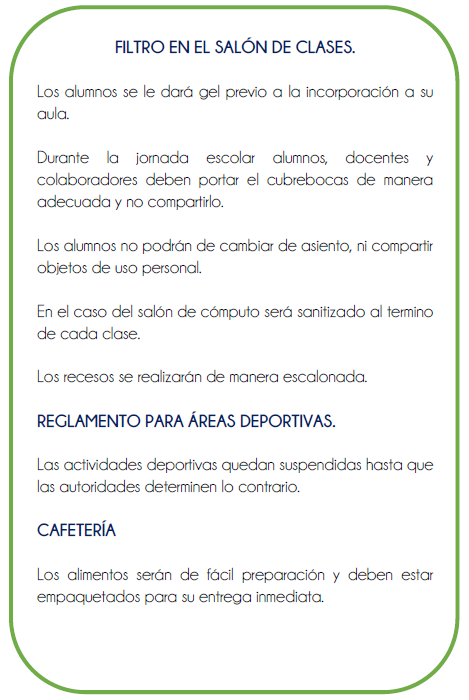 FILTRO EN EL SALÓN DE CLASES.
Los alumnos se le dará gel previo a la incorporación a su
aula.
Durante la jornada escolar alumnos, docentes y
colaboradores deben portar el cubrebocas de manera
adecuada y no compartirlo.
Los alumnos no podrán de cambiar de asiento, ni compartir
objetos de uso personal.
En el caso del salón de cómputo será sanitizado al termino
de cada clase.
Los recesos se realizarán de manera escalonada.
REGLAMENTO PARA ÁREAS DEPORTIVAS.
Las actividades deportivas quedan suspendidas hasta que
las autoridades determinen lo contrario.
CAFETERÍA
Los alimentos serán de fácil preparación y deben estar
empaquetados para su entrega inmediata.